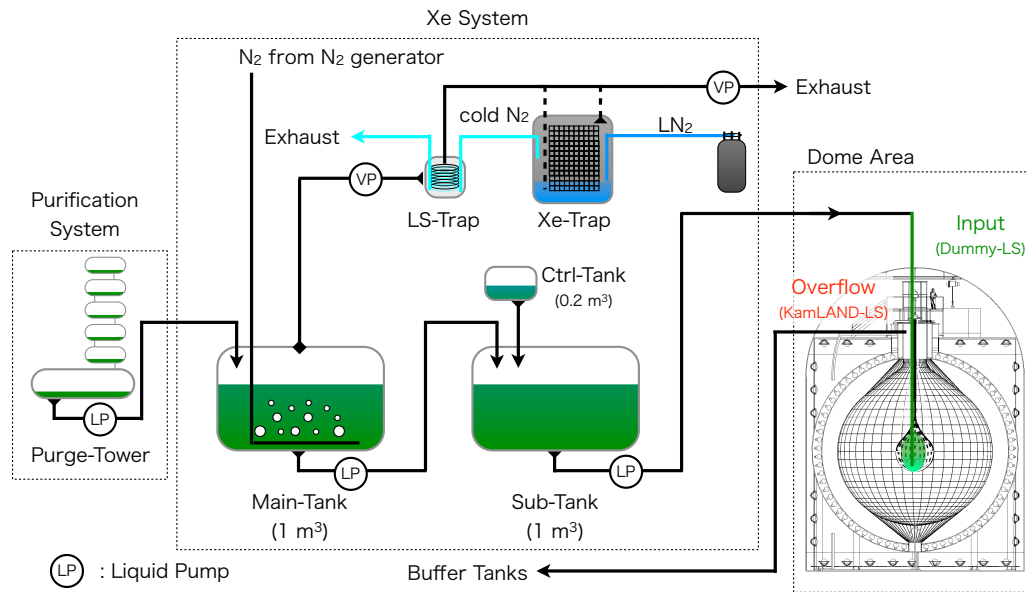 Xe System
N2 from N2 generator
VP
Exhaust
cold N2
Exhaust
LN2
Dome Area
VP
LS-Trap
Xe-Trap
Purification
System
Input
(Dummy-LS)
Ctrl-Tank
(0.2 m³)
Overflow
(KamLAND-LS)
LP
Purge-Tower
LP
LP
Main-Tank
(1 m³)
Sub-Tank
(1 m³)
LP : Liquid Pump
Buffer Tanks